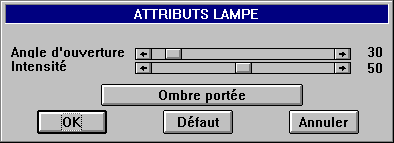 ATTRIBUTS LAMPE
Angle d'ouverture 30
Intensité 50
Ombre portée
OK Défaut Annuler